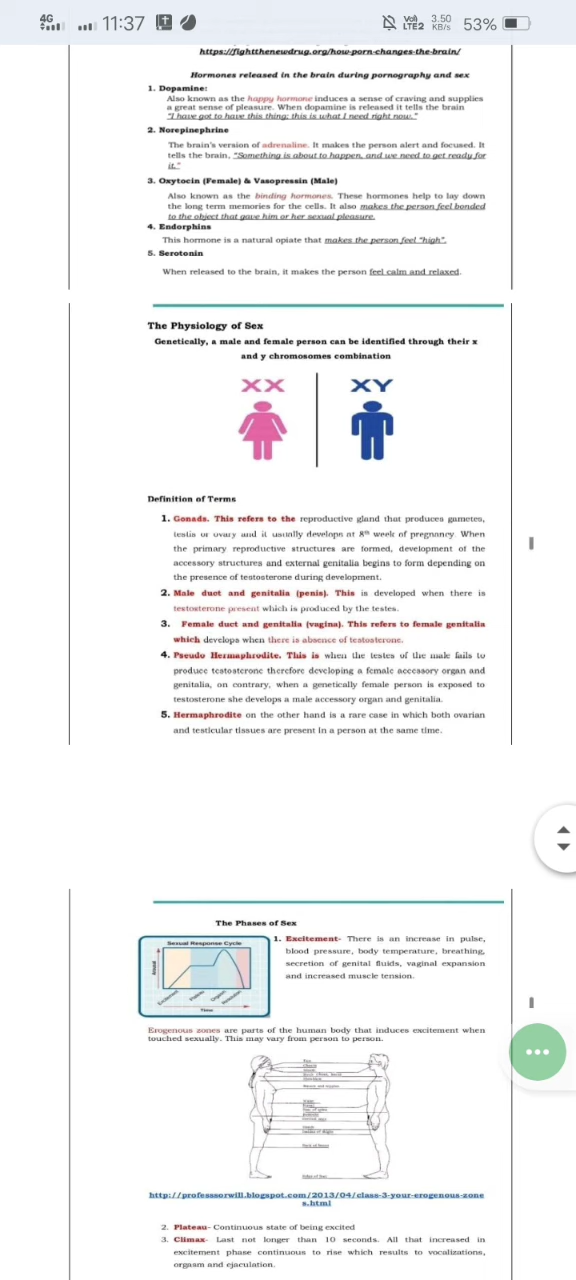 4G
11:37
Vo))
LTE2
3.50
KB/s
53%
https://fightthenewdrug.org/how-porn-changes-the-brain/
Hormones released in the brain during pornography and sex
1. Dopamine:
Also known as the happy hormone induces a sense of craving and supplies
a great sense of pleasure. When dopamine is released it tells the brain
"I have got to have this thing; this is what I need right now."
2. Norepinephrine
The brain's version of adrenaline. It makes the person alert and focused. It
tells the brain, "Something is about to happen, and we need to get ready for
it."
3. Oxytocin (Female) & Vasopressin (Male)
Also known as the binding hormones. These hormones help to lay down
the long term memories for the cells. It also makes the person feel bonded
to the object that gave him or her sexual pleasure.
4. Endorphins
This hormone is a natural opiate that makes the person feel "high".
5. Serotonin
When released to the brain, it makes the person feel calm and relaxed.
The Physiology of Sex
Genetically, a male and female person can be identified through their x
and y chromosomes combination
XX
XY
Definition of Terms
1. Gonads. This refers to the reproductive gland that produces gametes,
testis or ovary and it usually develops at 8th week of pregnancy. When
the primary reproductive structures are formed, development of the
accessory structures and external genitalia begins to form depending on
the presence of testosterone during development.
2. Male duct and genitalia (penis). This is developed when there is
testosterone present which is produced by the testes.
3. Female duct and genitalia (vagina). This refers to female genitalia
which develops when there is absence of testosterone.
4. Pseudo Hermaphrodite. This is when the testes of the male fails to
produce testosterone therefore developing a female accessory organ and
genitalia, on contrary, when a genetically female person is exposed to
testosterone she develops a male accessory organ and genitalia.
5. Hermaphrodite on the other hand is a rare case in which both ovarian
and testicular tissues are present in a person at the same time.
The Phases of Sex
Sexual Response Cycle
Arousal
Excitement
Plateau
Orgasm
Resolution
Time
1. Excitement- There is an increase in pulse,
blood pressure, body temperature, breathing,
secretion of genital fluids, vaginal expansion
and increased muscle tension.
Erogenous zones are parts of the human body that induces excitement when
touched sexually. This may vary from person to person.
http://professsorwill.blogspot.com/2013/04/class-3-your-erogenous-zone
s.html
2. Plateau- Continuous state of being excited
3. Climax- Last not longer than 10 seconds. All that increased in
excitement phase continuous to rise which results to vocalizations,
orgasm and ejaculation.